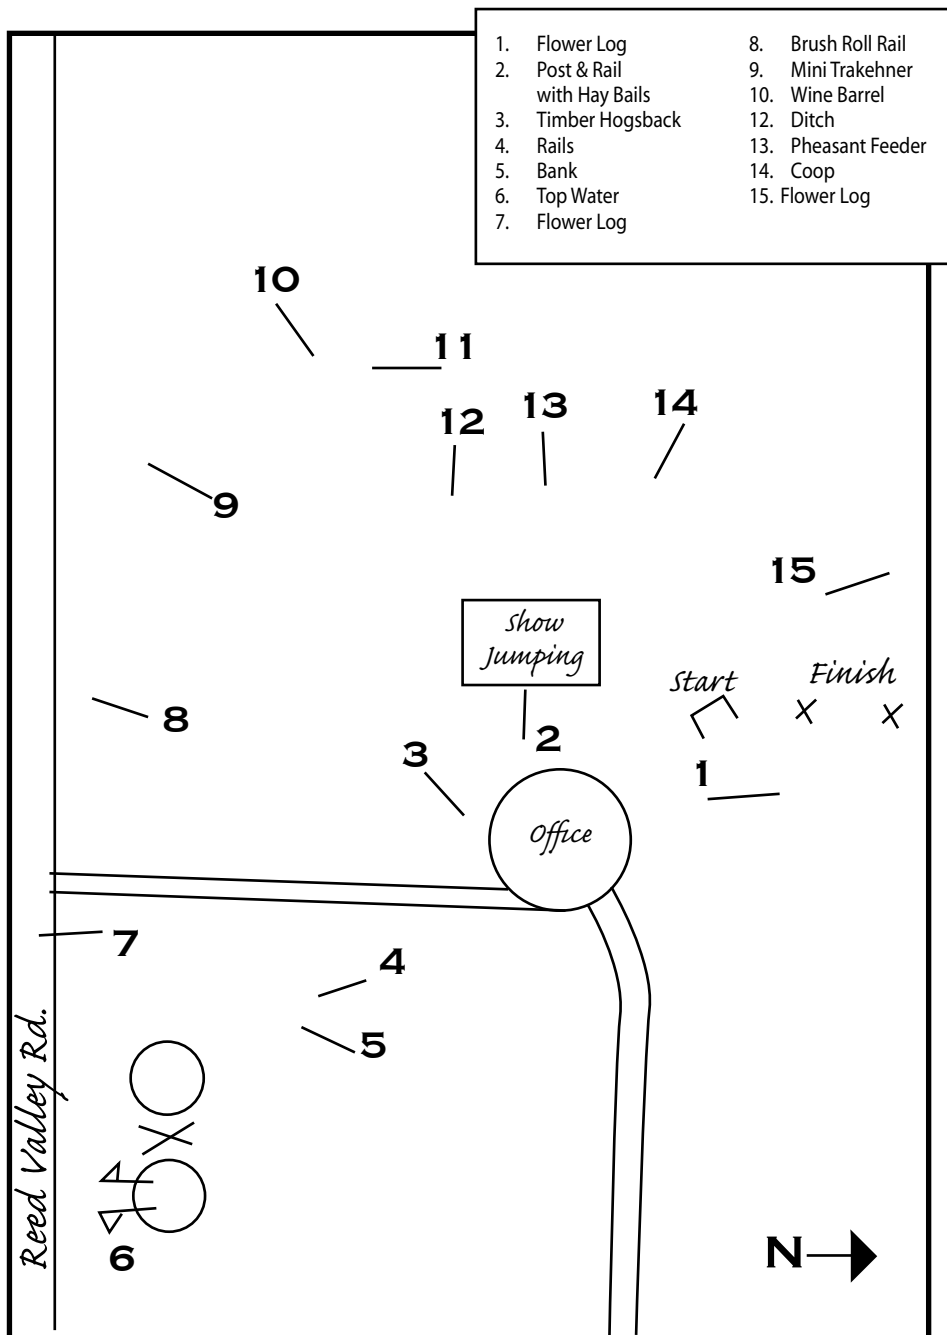 1. Flower Log
2. Post & Rail
with Hay Bails
3. Timber Hogsback
4. Rails
5. Bank
6. Top Water
7. Flower Log
8. Brush Roll Rail
9. Mini Trakehner
10. Wine Barrel
12. Ditch
13. Pheasant Feeder
14. Coop
15. Flower Log
10
11
12
13
14
9
15
Show
Jumping
Start
Finish
8
2
3
1
Office
7
4
5
Reed Valley Rd.
6
N